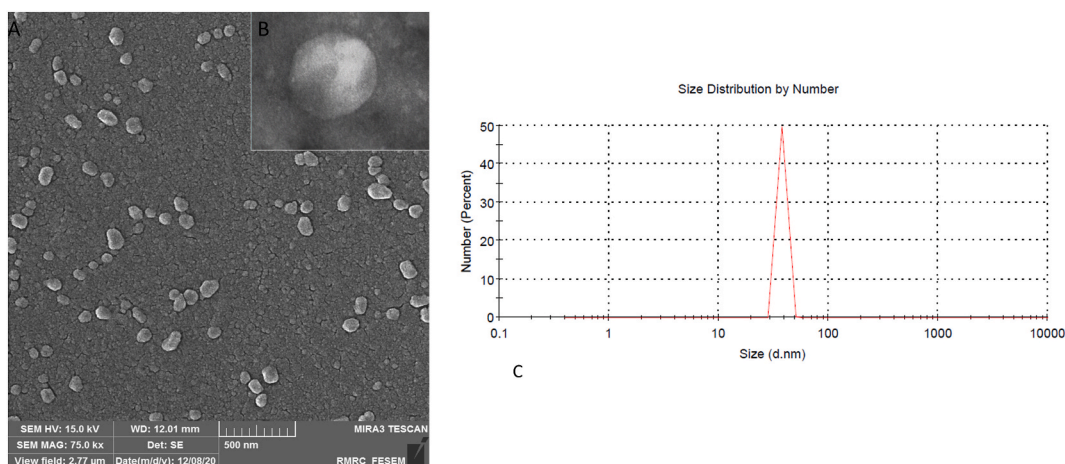 A
B
SEM HV: 15.0 kV
WD: 12.01 mm
MIRA3 TESCAN
SEM MAG: 75.0 kx
Det: SE
500 nm
View field: 2.77 µm
Date(m/d/y): 12/08/20
RMRC_FESEM
Size Distribution by Number
Number (Percent)
50
40
30
20
10
0
0.1
1
10
100
1000
10000
Size (d.nm)
C